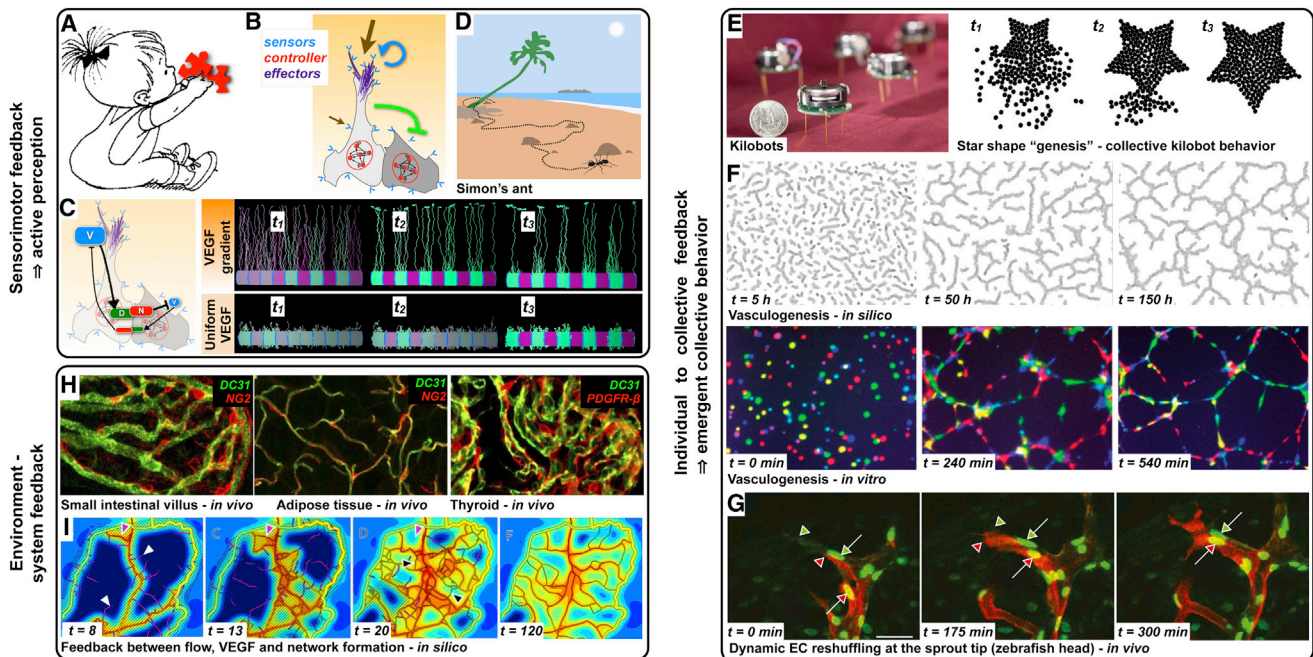 Sensorimotor feedback
⇒ active perception
A
B
sensors
controller
effectors
D
Simon's ant
C
V
D
N
V
VEGF
gradient
t1
t2
t3
Uniform
VEGF
t1
t2
t3
Environment -
system feedback
H
DC31
NG2
DC31
NG2
DC31
PDGFR-β
Small intestinal villus - in vivo
Adipose tissue - in vivo
Thyroid - in vivo
I
C
D
E
t = 8
t = 13
t = 20
t = 120
Feedback between flow, VEGF and network formation - in silico
Individual to collective feedback
⇒ emergent collective behavior
E
Kilobots
t1
t2
t3
Star shape "genesis" - collective kilobot behavior
F
t = 5 h
t = 50 h
t = 150 h
Vasculogenesis - in silico
t = 0 min
t = 240 min
t = 540 min
Vasculogenesis - in vitro
G
t = 0 min
t = 175 min
t = 300 min
Dynamic EC reshuffling at the sprout tip (zebrafish head) - in vivo